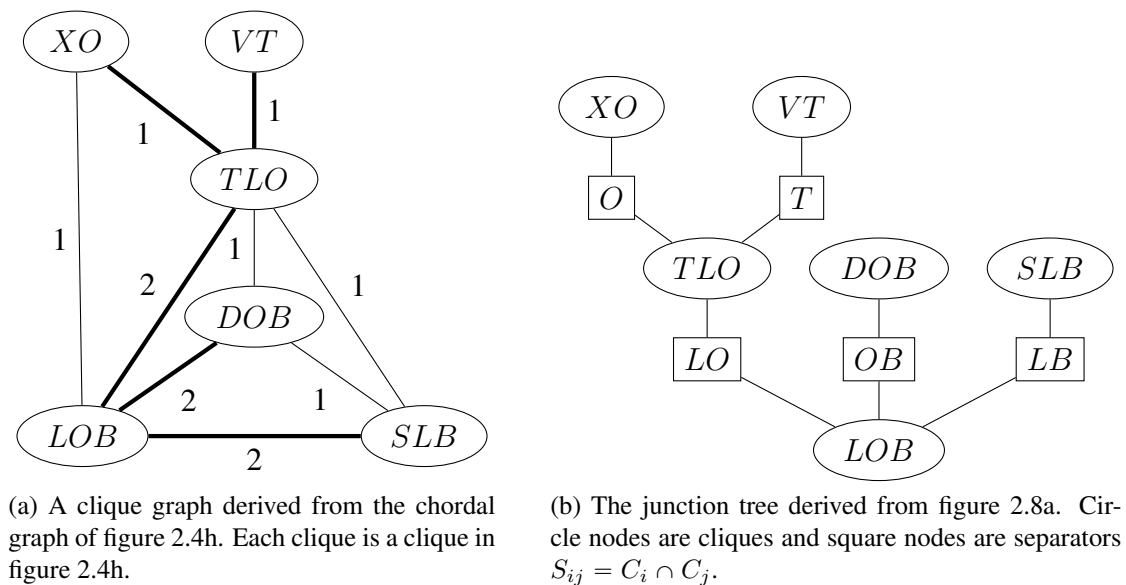 XO VT
1
1
TLO
1
1
2
1
DOB
2
1
LOB SLB
2
XO VT
O T
TLO DOB SLB
LO OB LB
LOB
(a) A clique graph derived from the chordal
graph of figure 2.4h. Each clique is a clique in
figure 2.4h.
(b) The junction tree derived from figure 2.8a. Cir-
cle nodes are cliques and square nodes are separators
S_{ij} = C_i ∩ C_j.